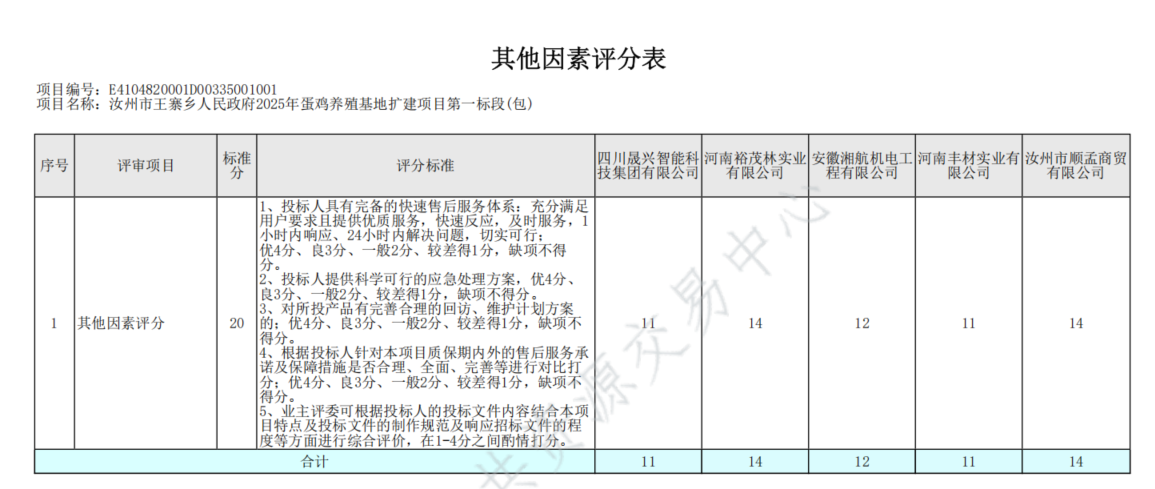 其他因素评分表
项目编号：E4104820001D00335001001
项目名称：汝州市王寨乡人民政府2025年蛋鸡养殖基地扩建项目第一标段(包)
序号 评审项目 标准分 评分标准 四川晟兴智能科技集团有限公司 河南裕茂林实业有限公司 安徽湘航机电工程有限公司 河南丰材实业有限公司 汝州市顺孟商贸有限公司
1、投标人具有完备的快速售后服务体系：充分满足
用户要求且提供优质服务，快速反应，及时服务，1
小时内响应、24小时内解决问题，切实可行；
优4分、良3分、一般2分、较差得1分，缺项不得
分。
2、投标人提供科学可行的应急处理方案，优4分、
良3分、一般2分、较差得1分，缺项不得分。
3、对所投产品有完善合理的回访、维护计划方案
的；优4分、良3分、一般2分、较差得1分，缺项不
得分。
1 其他因素评分 20 11 14 12 11 14
4、根据投标人针对本项目质保期内外的售后服务承
诺及保障措施是否合理、全面、完善等进行对比打
分；优4分、良3分、一般2分、较差得1分，缺项不
得分。
5、业主评委可根据投标人的投标文件内容结合本项
目特点及投标文件的制作规范及响应招标文件的程
度等方面进行综合评价，在1-4分之间酌情打分。
合计 11 14 12 11 14
共资源交易中心